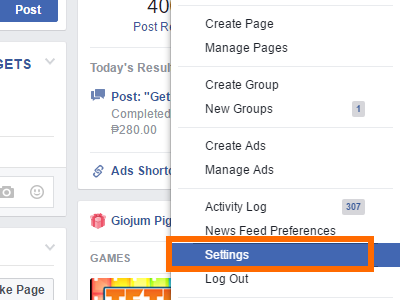 Post
GETS
ke Page
40
Post Re
Today's Resul
Post: "Get
Completed
₱280.00
Ads Shortc
Giojum Pig
GAMES
TETR
Create Page
Manage Pages
Create Group
New Groups 1
Create Ads
Manage Ads
Activity Log 307
News Feed Preferences
Settings
Log Out